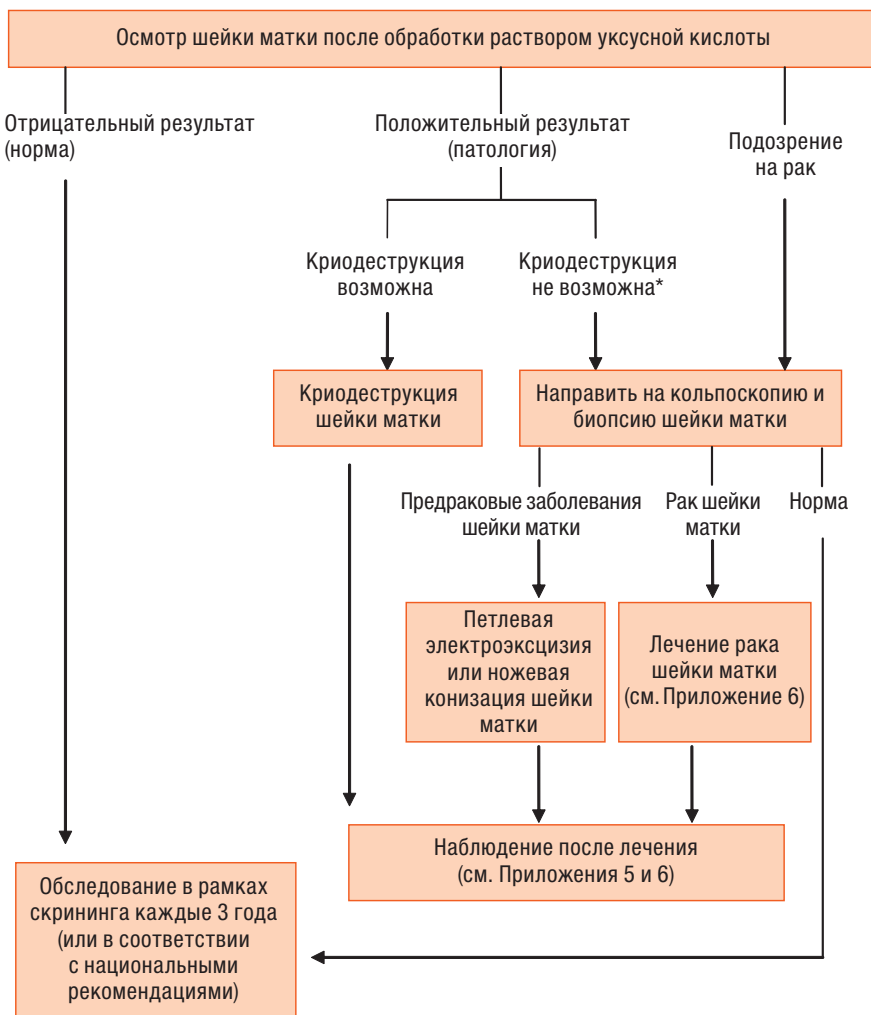 Осмотр шейки матки после обработки раствором уксусной кислоты
Отрицательный результат
(норма)
Положительный результат
(патология)
Подозрение
на рак
Криодеструкция
возможна
Криодеструкция
не возможна*
Криодеструкция
шейки матки
Направить на кольпоскопию и
биопсию шейки матки
Предраковые заболевания
шейки матки
Рак шейки
матки
Норма
Петлевая
электроэксцизия
или ножевая
конизация шейки
матки
Лечение рака
шейки матки
(см. Приложение 6)
Наблюдение после лечения
(см. Приложения 5 и 6)
Обследование в рамках
скрининга каждые 3 года
(или в соответствии
с национальными
рекомендациями)